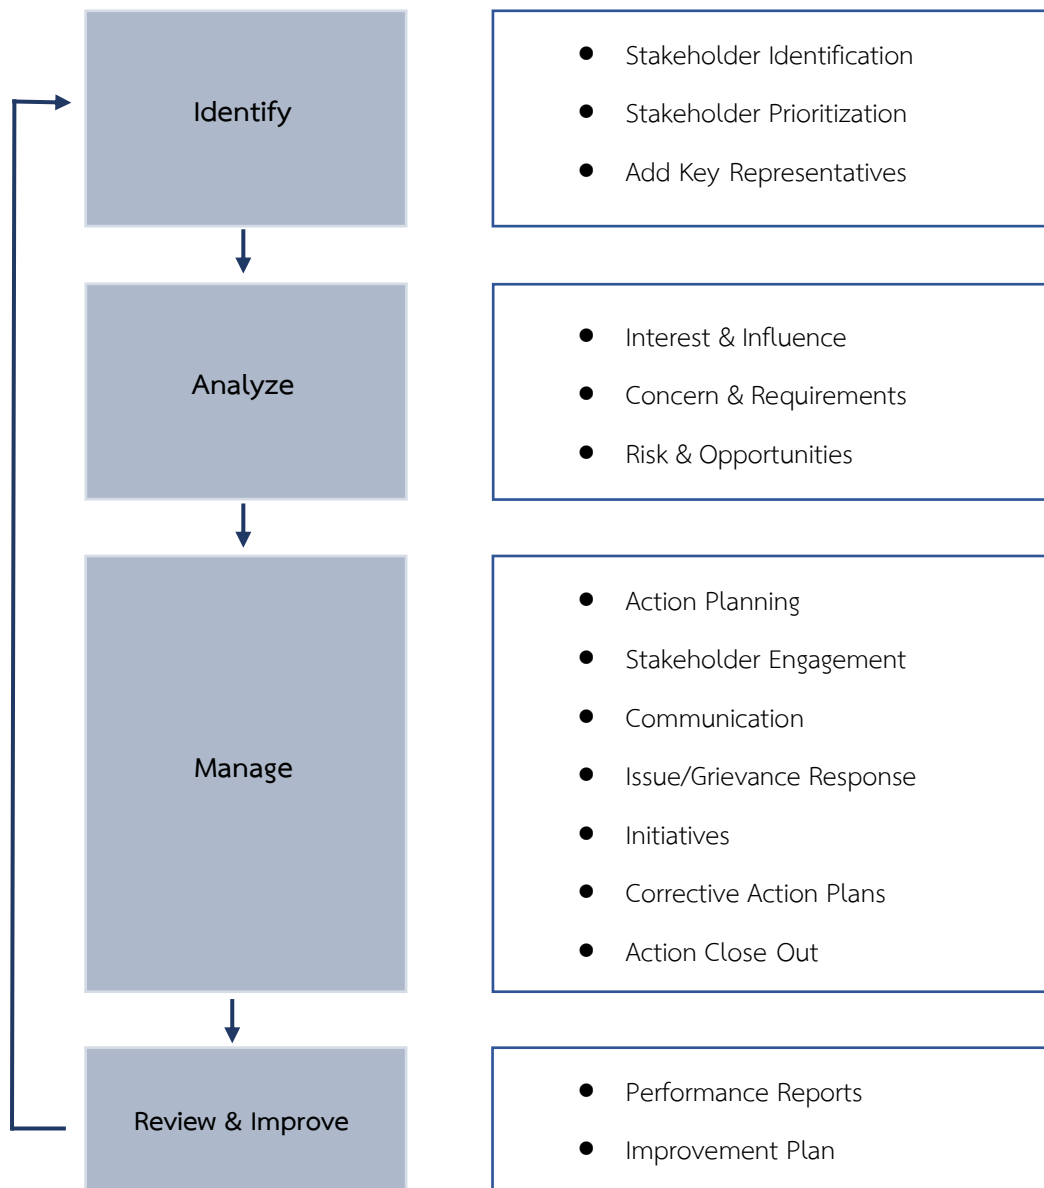 Identify
● Stakeholder Identification
● Stakeholder Prioritization
● Add Key Representatives
Analyze
● Interest & Influence
● Concern & Requirements
● Risk & Opportunities
Manage
● Action Planning
● Stakeholder Engagement
● Communication
● Issue/Grievance Response
● Initiatives
● Corrective Action Plans
● Action Close Out
Review & Improve
● Performance Reports
● Improvement Plan